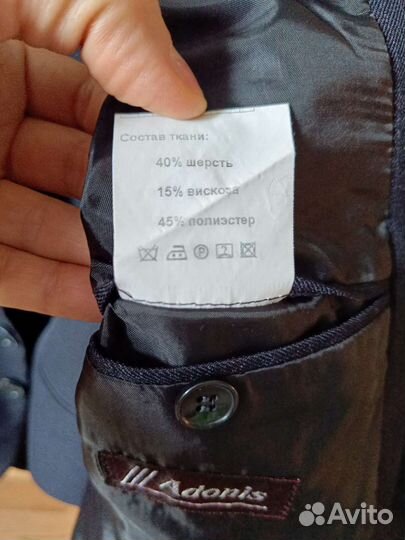 Состав ткани:
40% шерсть
15% вискоза
45% полиэстер
Adonis
Avito